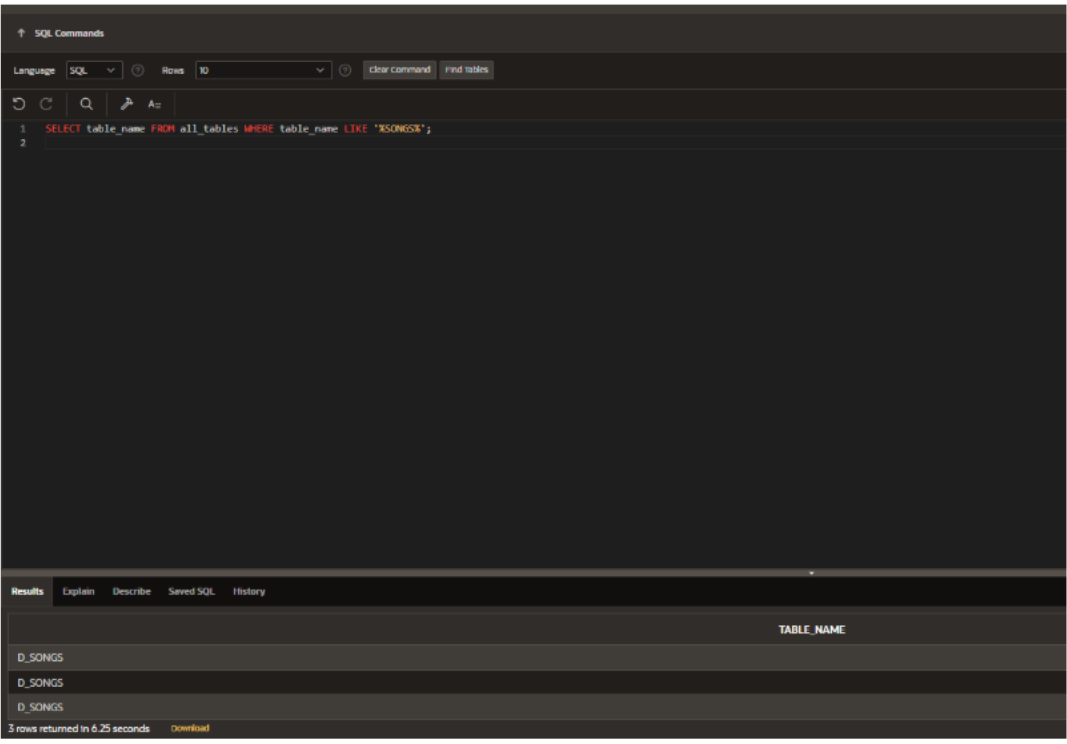 SQL Commands
Language SQL Rows 10 Clear Command Find Tables
1 SELECT table_name FROM all_tables WHERE table_name LIKE '%SONGS%';
2
Results Explain Describe Saved SQL History
TABLE_NAME
D_SONGS
D_SONGS
D_SONGS
3 rows returned in 6.25 seconds Download